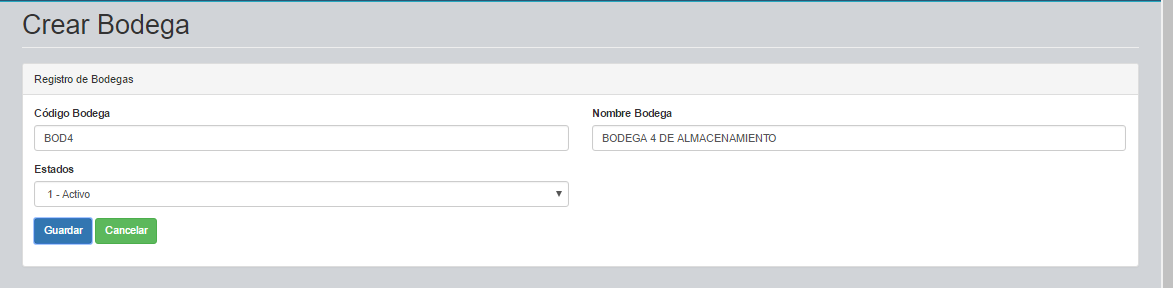 Crear Bodega
Registro de Bodegas
Código Bodega
Nombre Bodega
BOD4
BODEGA 4 DE ALMACENAMIENTO
Estados
1 - Activo
Guardar
Cancelar